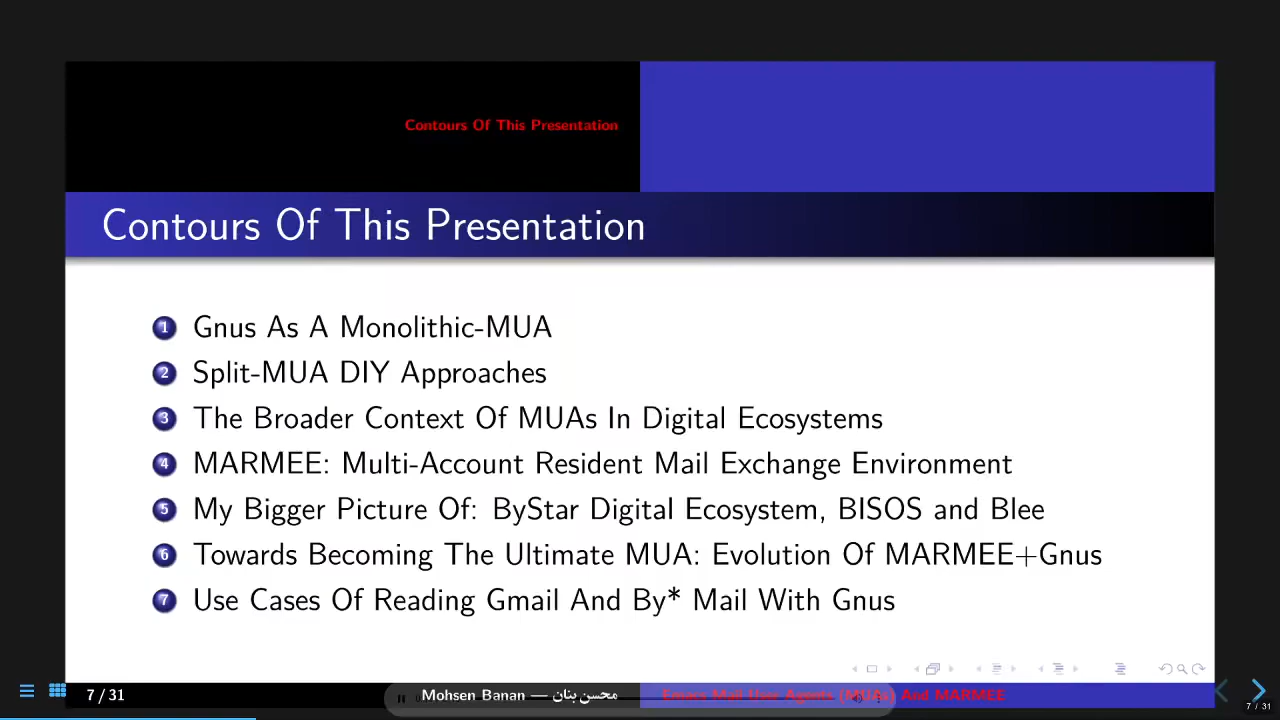 Contours Of This Presentation
Contours Of This Presentation
1 Gnus As A Monolithic-MUA
2 Split-MUA DIY Approaches
3 The Broader Context Of MUAs In Digital Ecosystems
4 MARMEE: Multi-Account Resident Mail Exchange Environment
5 My Bigger Picture Of: ByStar Digital Ecosystem, BISOS and Blee
6 Towards Becoming The Ultimate MUA: Evolution Of MARMEE+Gnus
7 Use Cases Of Reading Gmail And By* Mail With Gnus
7 / 31 Mohsen Banan — محسن بنان Emacs Mail User Agents (MUAs) And MARMEE
7 / 31